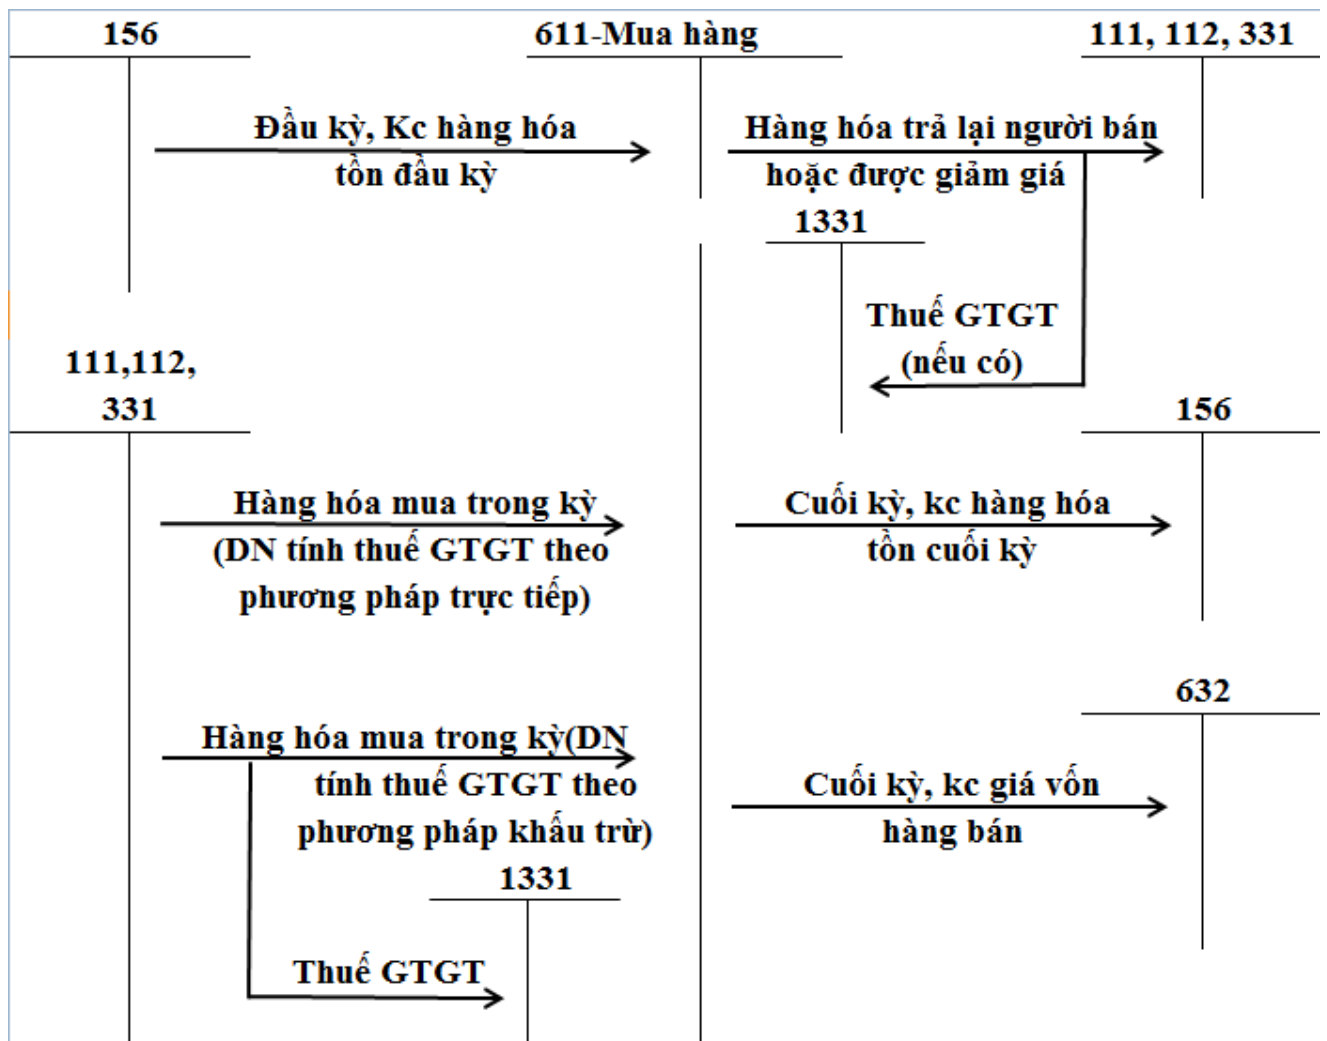 156
611-Mua hàng
111, 112, 331
Đầu kỳ, Kc hàng hóa
tồn đầu kỳ
Hàng hóa trả lại người bán
hoặc được giảm giá
1331
Thuế GTGT
(nếu có)
111,112,
331
156
Hàng hóa mua trong kỳ
(DN tính thuế GTGT theo
phương pháp trực tiếp)
Cuối kỳ, kc hàng hóa
tồn cuối kỳ
632
Hàng hóa mua trong kỳ(DN
tính thuế GTGT theo
phương pháp khấu trừ)
Cuối kỳ, kc giá vốn
hàng bán
1331
Thuế GTGT